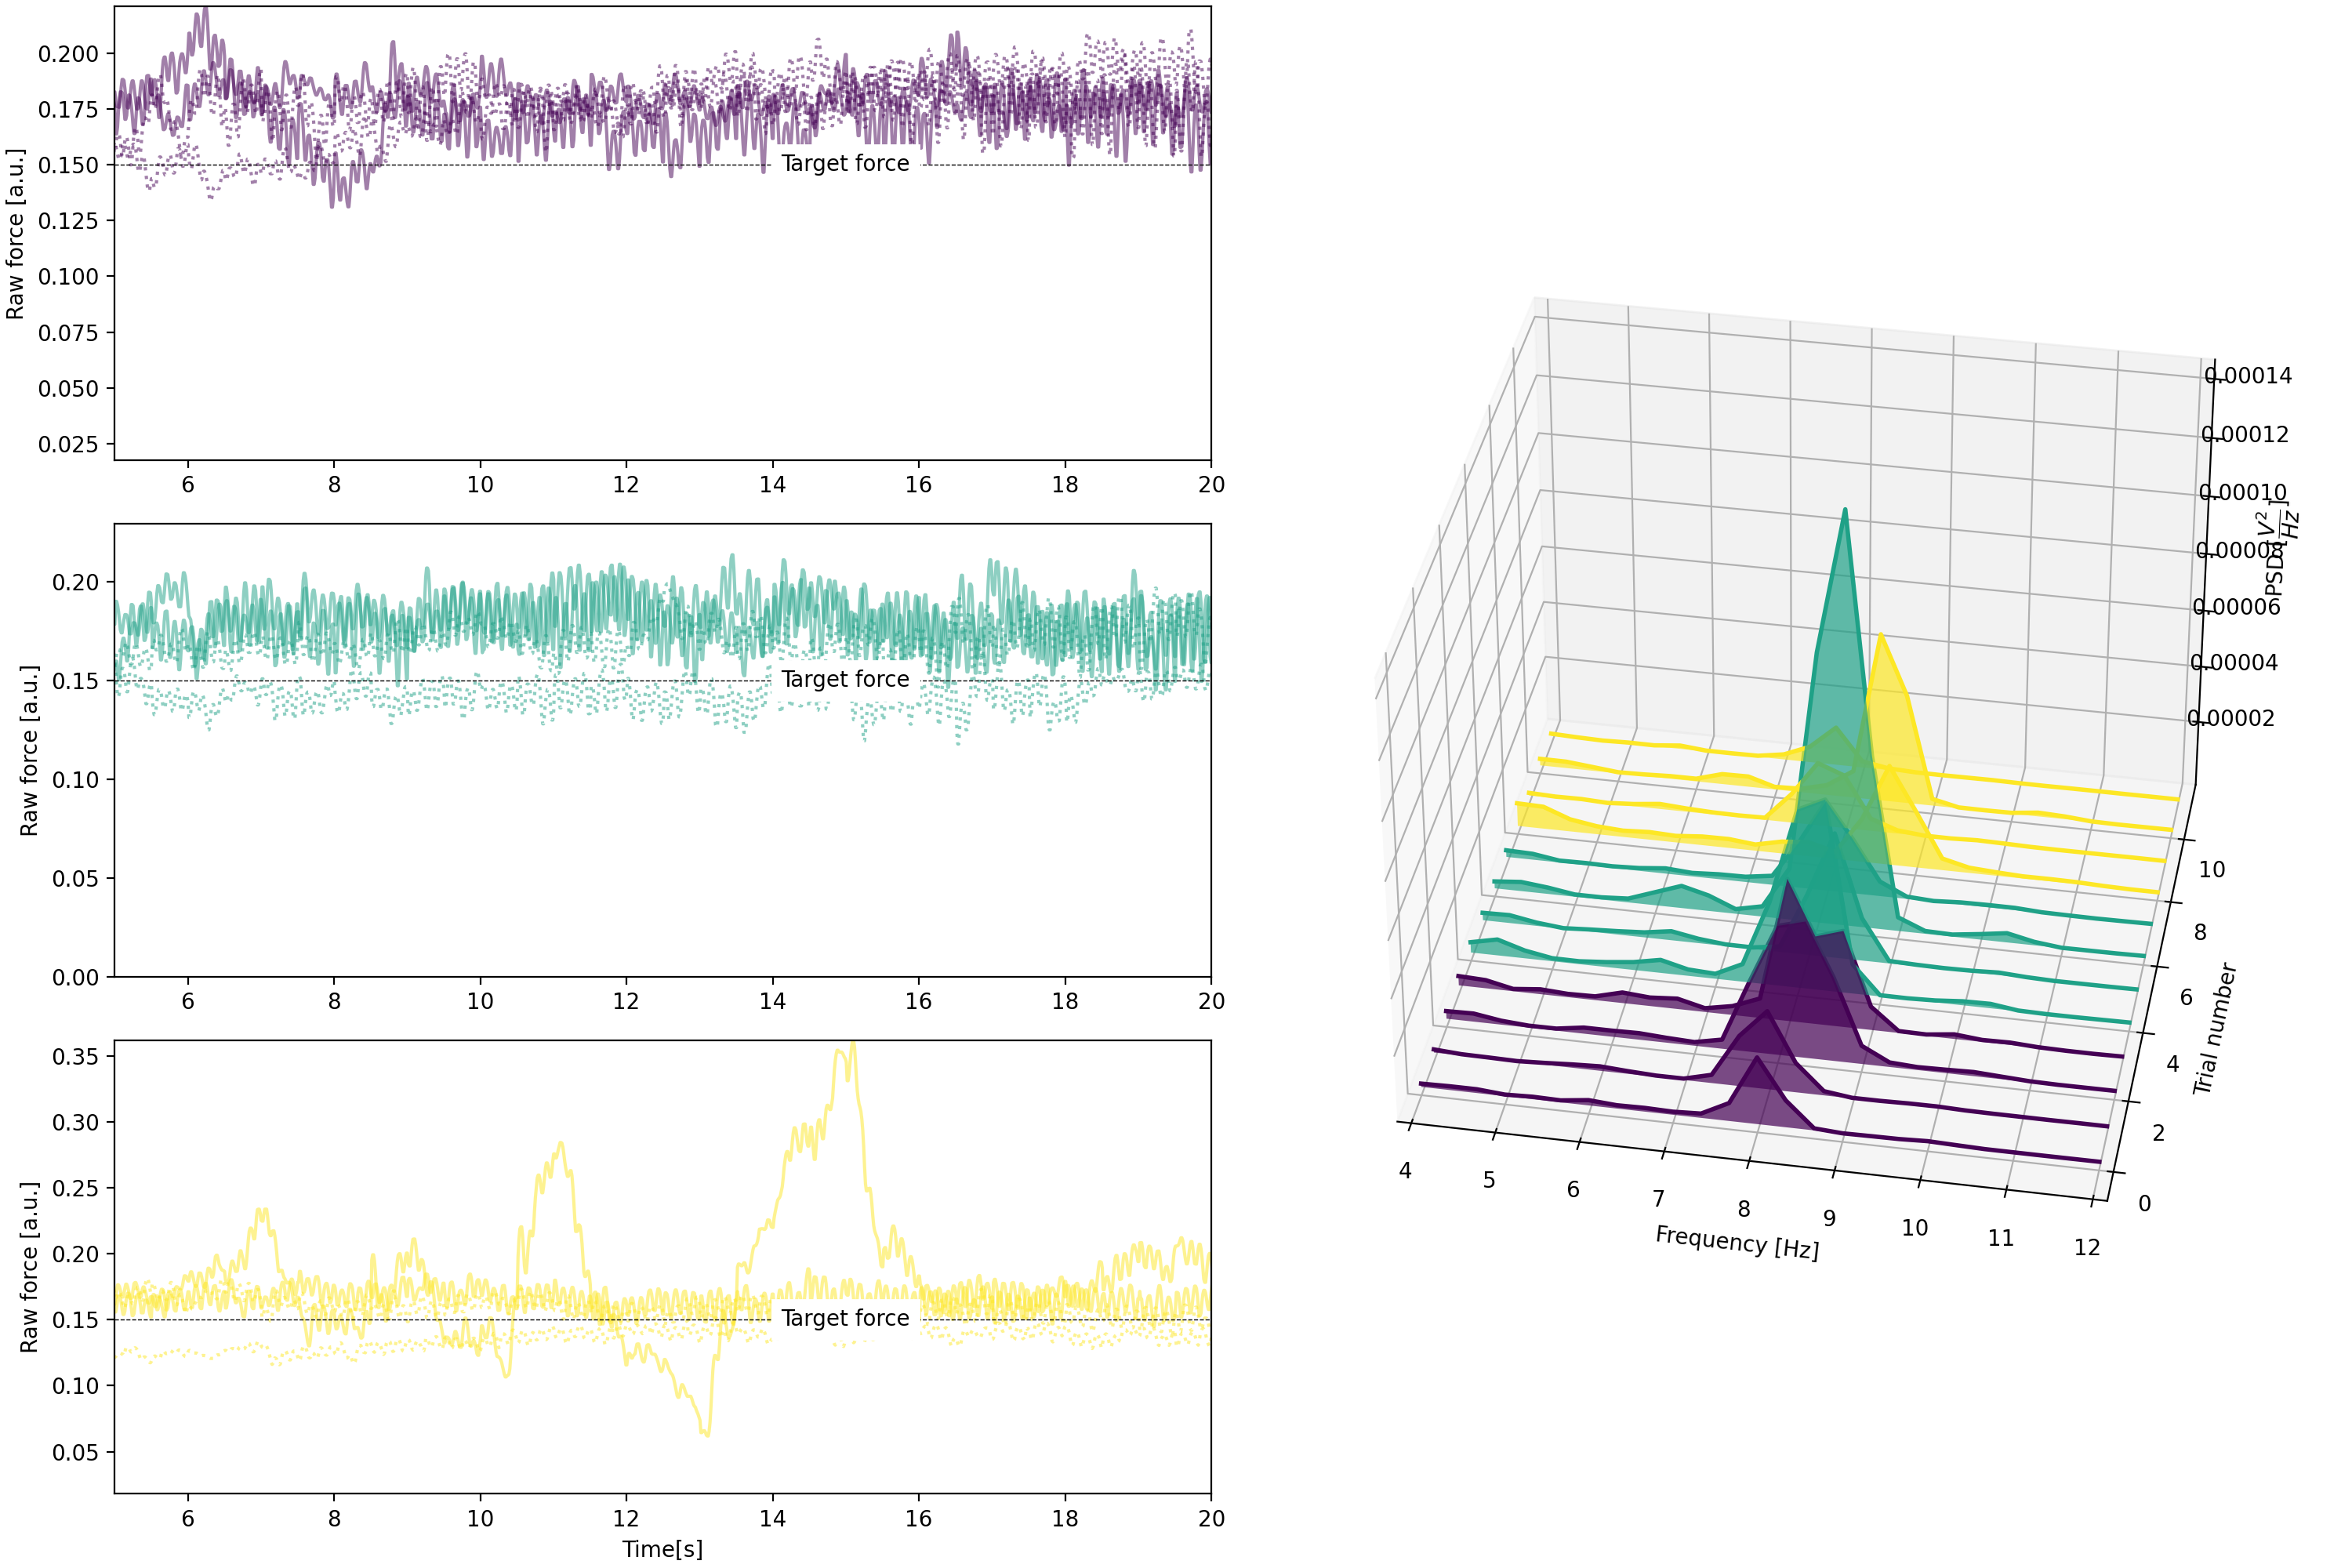 0.200
0.175
0.150
0.125
0.100
0.075
0.050
0.025
Raw force [a.u.]
Target force
6 8 10 12 14 16 18 20
0.20
0.15
0.10
0.05
0.00
Raw force [a.u.]
Target force
6 8 10 12 14 16 18 20
0.35
0.30
0.25
0.20
0.15
0.10
0.05
Raw force [a.u.]
Target force
6 8 10 12 14 16 18 20
Time[s]
0.00014
0.00012
0.00010
0.00008
0.00006
0.00004
0.00002
PSD [V²/Hz]
10
8
6
4
2
0
Trial number
4 5 6 7 8 9 10 11 12
Frequency [Hz]